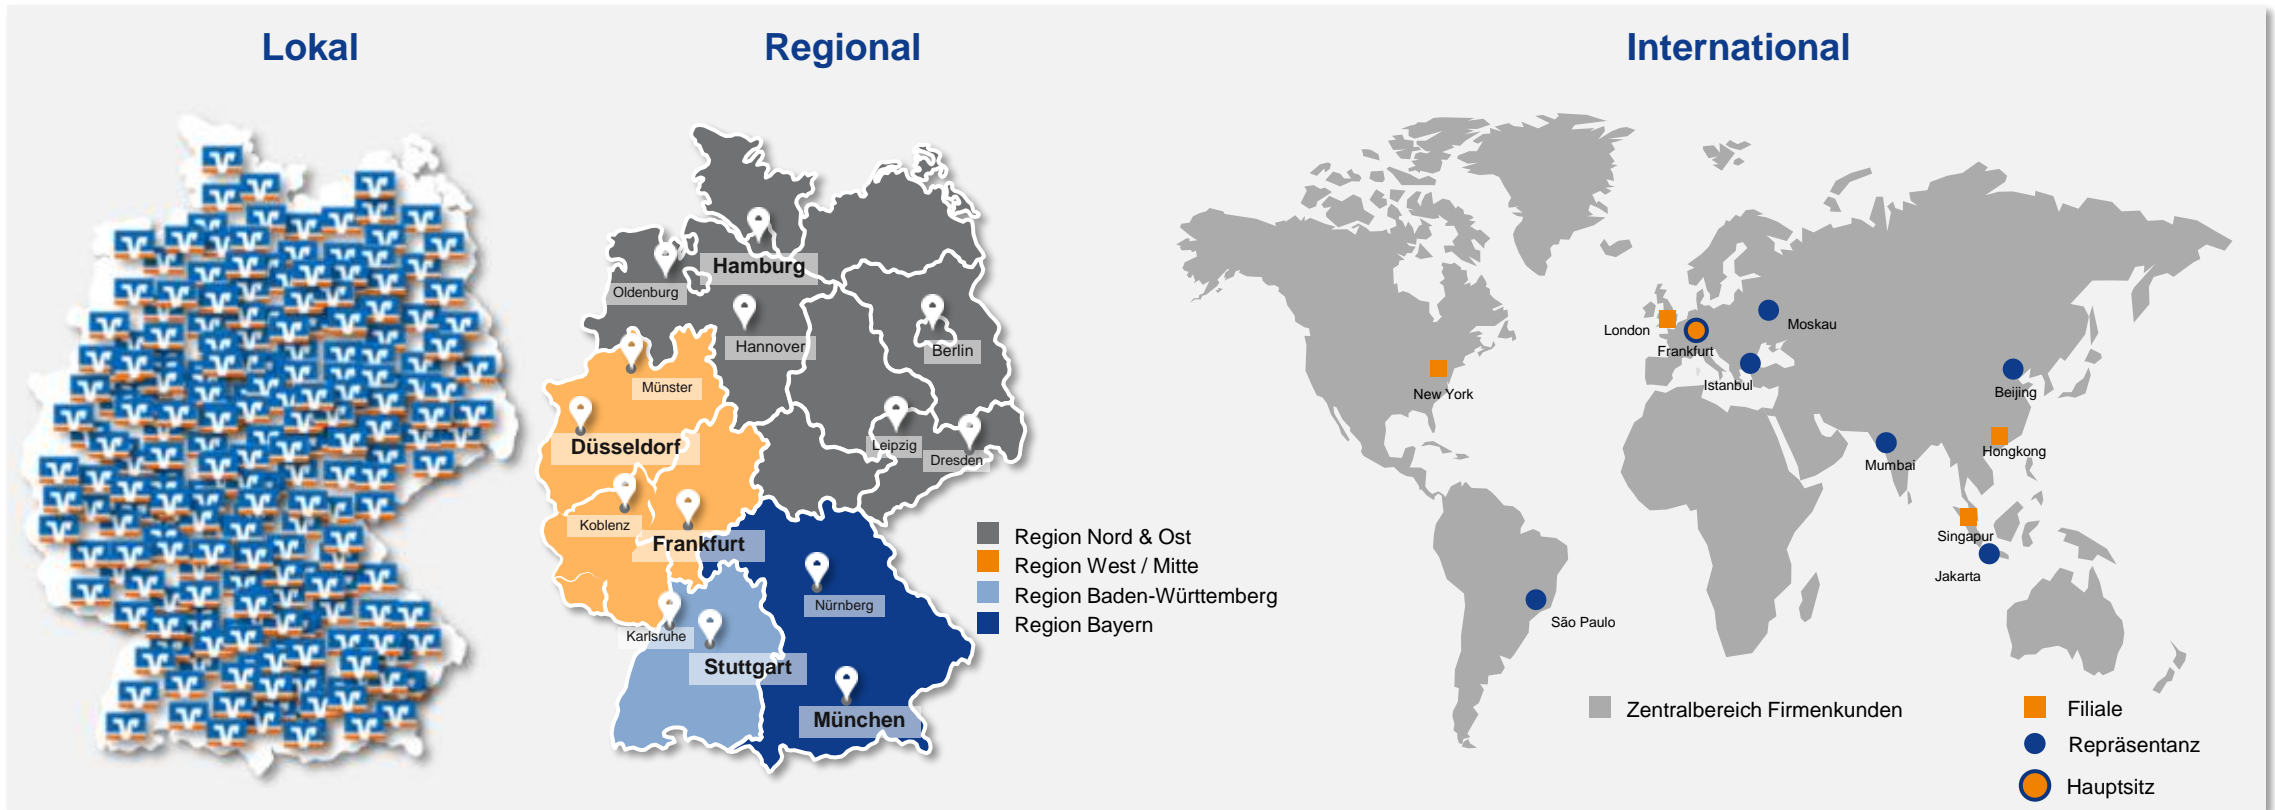 Lokal
Regional
International
Hamburg
Oldenburg
Hannover
Berlin
Münster
Düsseldorf
Leipzig
Dresden
Koblenz
Frankfurt
Nürnberg
Karlsruhe
Stuttgart
München
Region Nord & Ost
Region West / Mitte
Region Baden-Württemberg
Region Bayern
London
Moskau
Frankfurt
Istanbul
New York
Beijing
Hongkong
Mumbai
Singapur
Jakarta
São Paulo
Zentralbereich Firmenkunden
Filiale
Repräsentanz
Hauptsitz